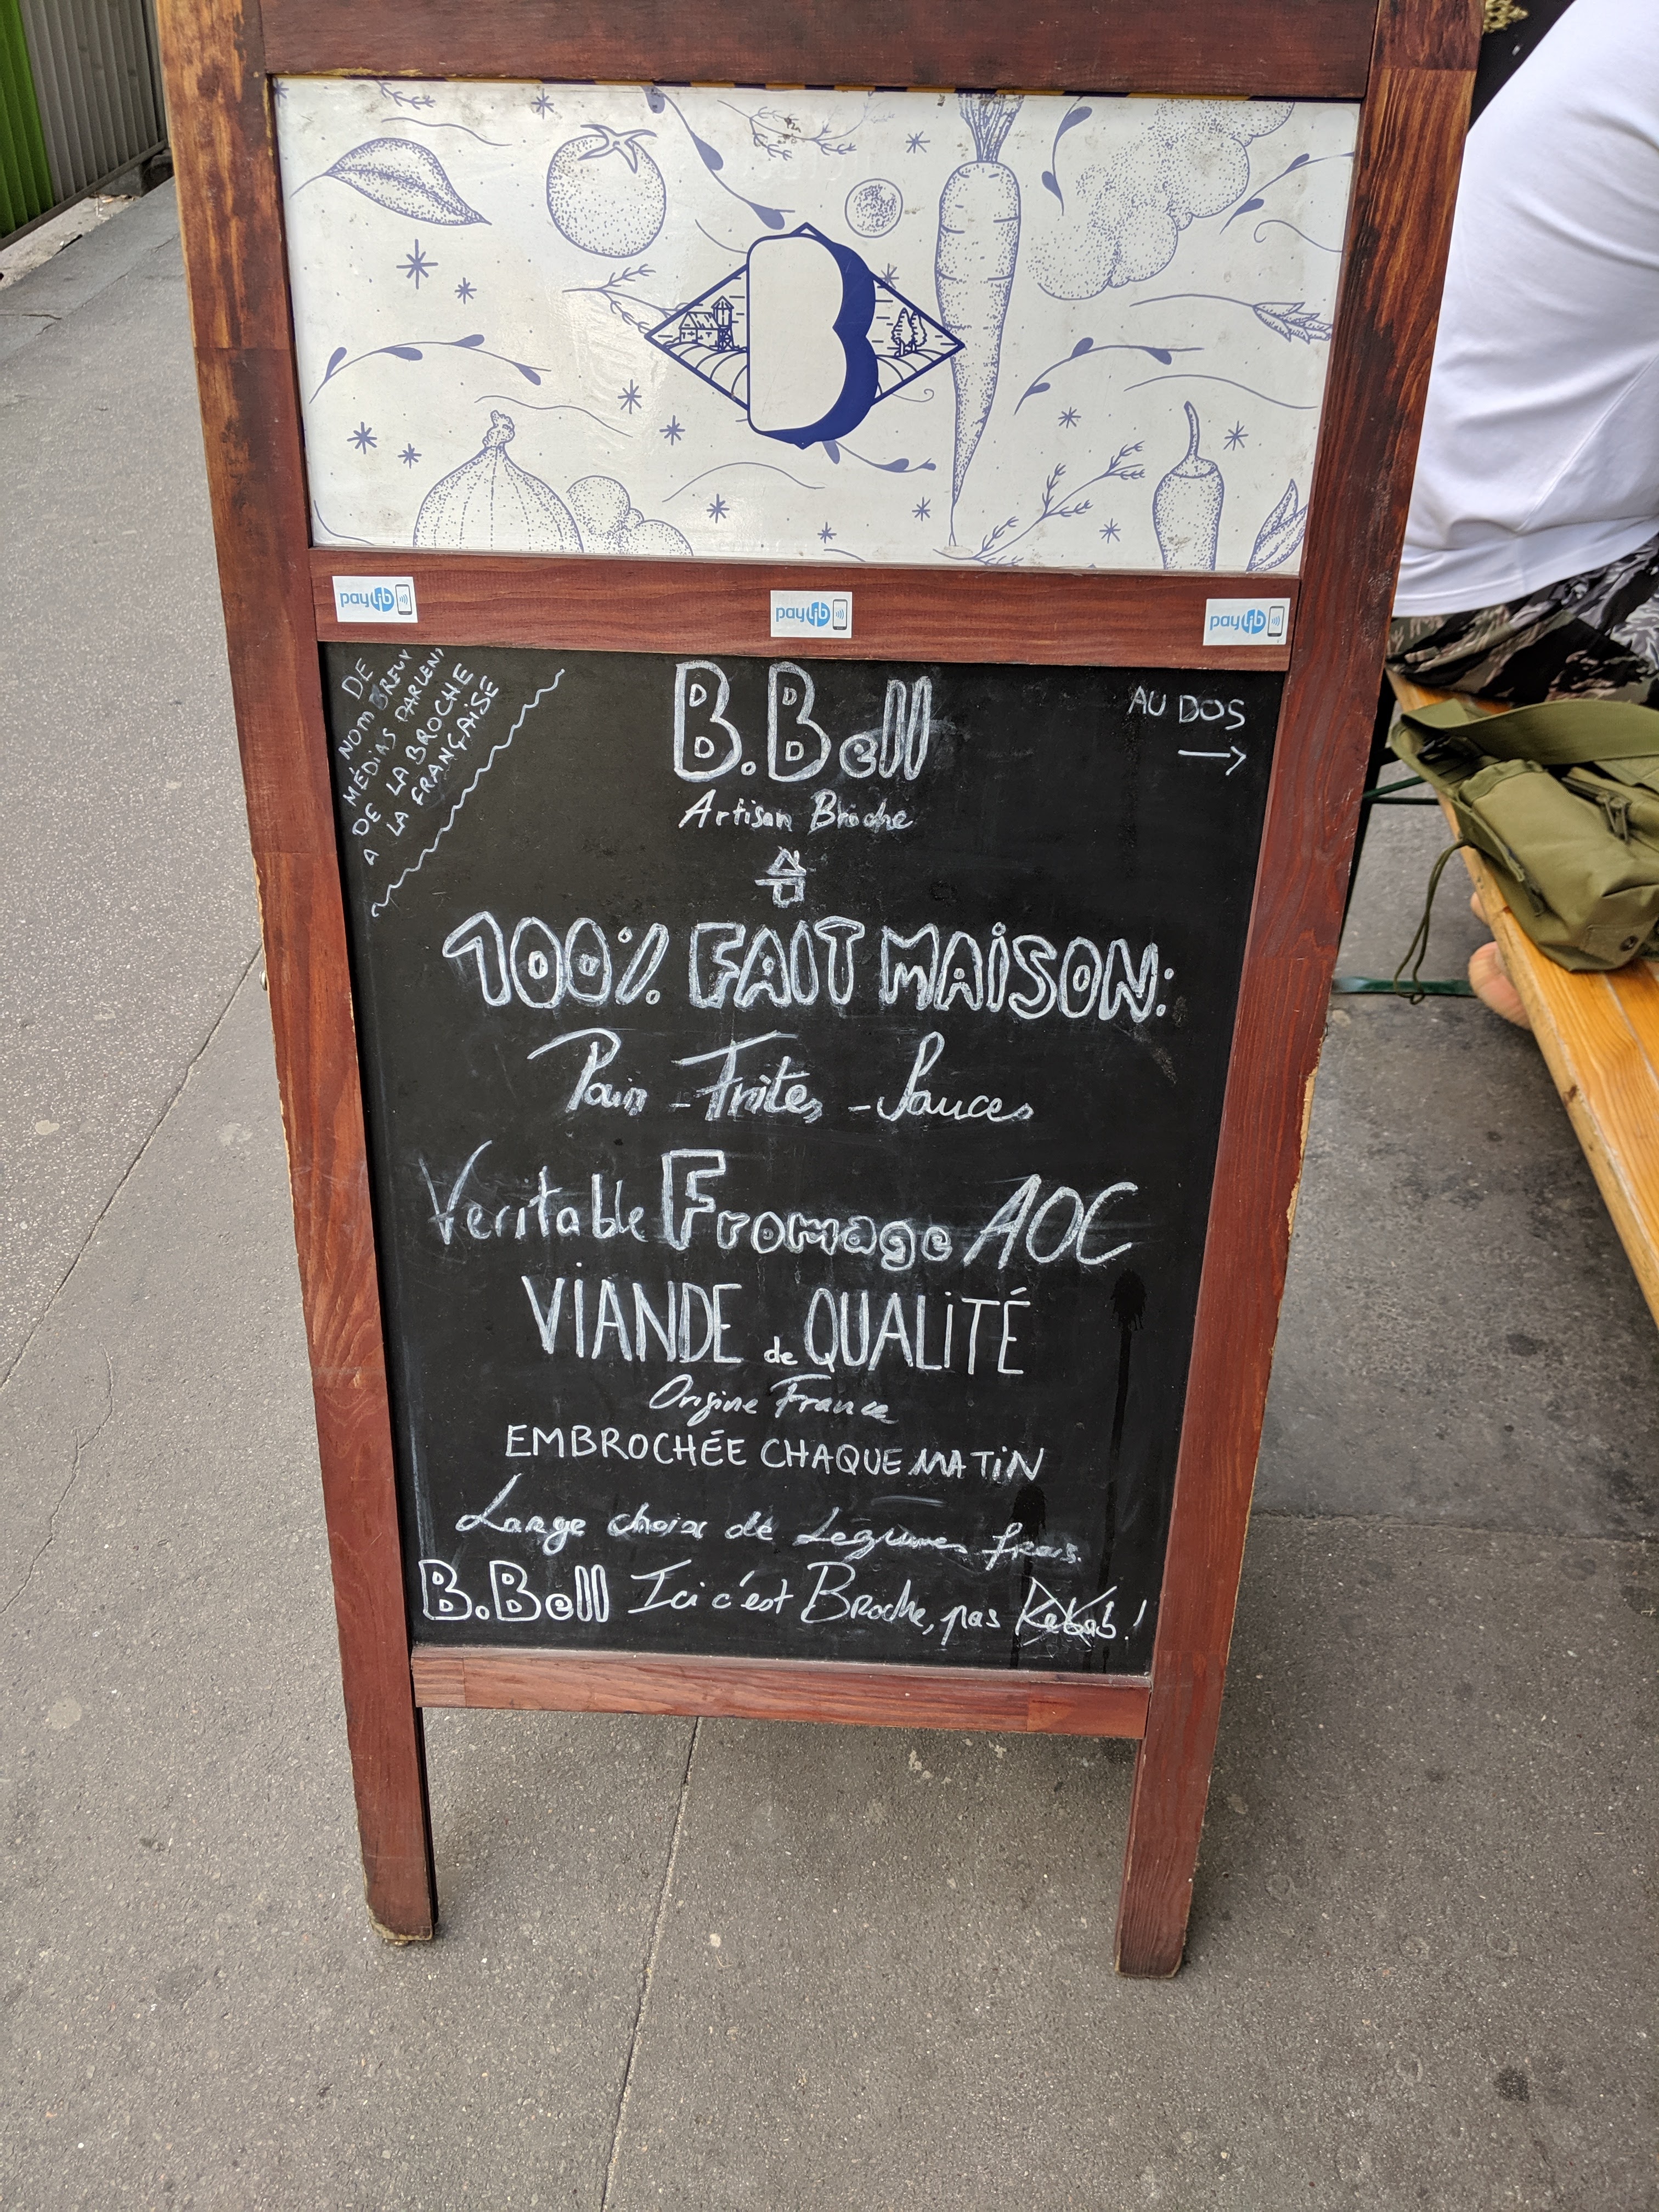 B
paylib
paylib
paylib
DE
NOMBREUX
MÉDIAS PARLENT
DE LA BROCHE
A LA FRANÇAISE
B.Bell
AU DOS
Artisan Broche
100% FAIT MAISON:
Pain - Frites - Sauces
Veritable Fromage AOC
VIANDE de QUALITÉ
Origine France
EMBROCHÉE CHAQUE MATIN
Large choix de Légumes frais.
B.Bell Ici c'est Broche, pas Kebab!